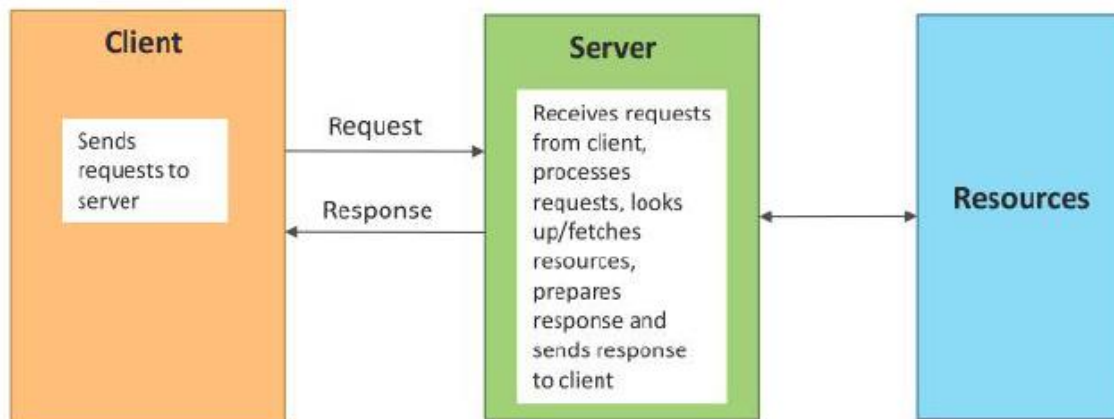 Client
Sends
requests to
server
Request
Response
Server
Receives requests
from client,
processes
requests, looks
up/fetches
resources,
prepares
response and
sends response
to client
Resources